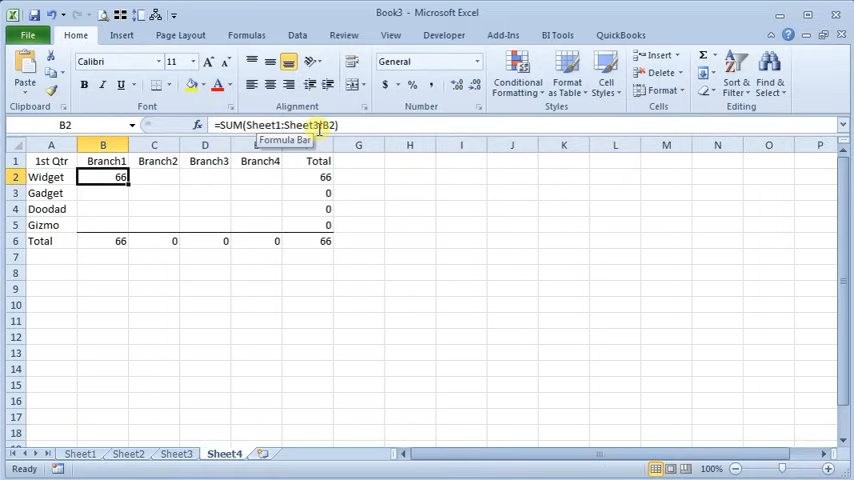 Book3 - Microsoft Excel
File Home Insert Page Layout Formulas Data Review View Developer Add-Ins BI Tools QuickBooks
Calibri 11 General Insert
Paste B I U A $ % , Conditional Formatting Format as Table Cell Styles Delete Format Sort & Filter Find & Select
Clipboard Font Alignment Number Styles Cells Editing
B2 fx =SUM(Sheet1:Sheet3!B2)
Formula Bar
A B C D E F G H I J K L M N O P
1 1st Qtr Branch1 Branch2 Branch3 Branch4 Total
2 Widget 66 66
3 Gadget 0
4 Doodad 0
5 Gizmo 0
6 Total 66 0 0 0 66
7
8
9
10
11
12
13
14
15
16
17
18
Sheet1 Sheet2 Sheet3 Sheet4
Ready 100%